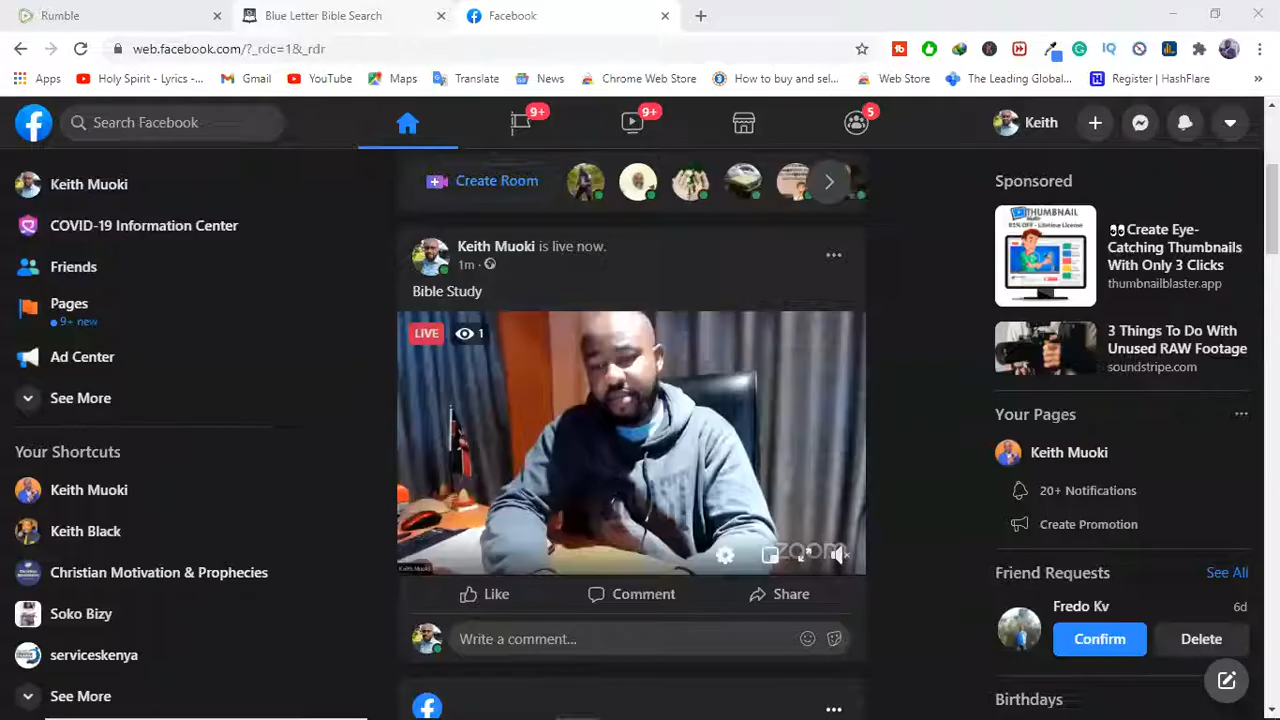 Rumble
Blue Letter Bible Search
Facebook
web.facebook.com/?_rdc=1&_rdr
Apps
Holy Spirit - Lyrics -...
Gmail
YouTube
Maps
Translate
News
Chrome Web Store
How to buy and sel...
Web Store
The Leading Global...
Register | HashFlare
Search Facebook
9+
9+
5
Keith
Keith Muoki
COVID-19 Information Center
Friends
Pages
9+ new
Ad Center
See More
Your Shortcuts
Keith Muoki
Keith Black
Christian Motivation & Prophecies
Soko Bizy
serviceskenya
See More
Create Room
Keith Muoki is live now.
1m
Bible Study
LIVE
1
zoom
Keith Muoki
Like
Comment
Share
Write a comment...
Sponsored
THUMBNAIL
91% OFF - Lifetime License
👀Create Eye-
Catching Thumbnails
With Only 3 Clicks
thumbnailblaster.app
3 Things To Do With
Unused RAW Footage
soundstripe.com
Your Pages
Keith Muoki
20+ Notifications
Create Promotion
Friend Requests
See All
Fredo Kv
6d
Confirm
Delete
Birthdays